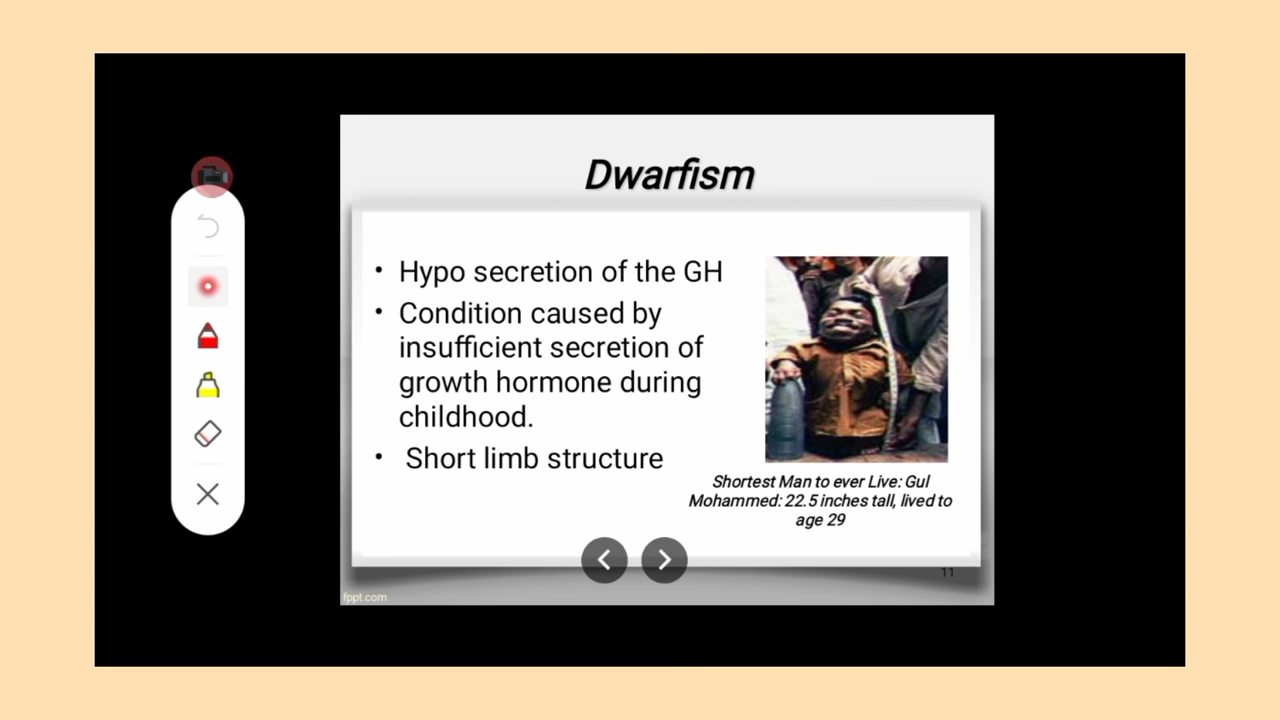 Dwarfism
• Hypo secretion of the GH
• Condition caused by
insufficient secretion of
growth hormone during
childhood.
• Short limb structure
Shortest Man to ever Live: Gul
Mohammed: 22.5 inches tall, lived to
age 29
11
fppt.com